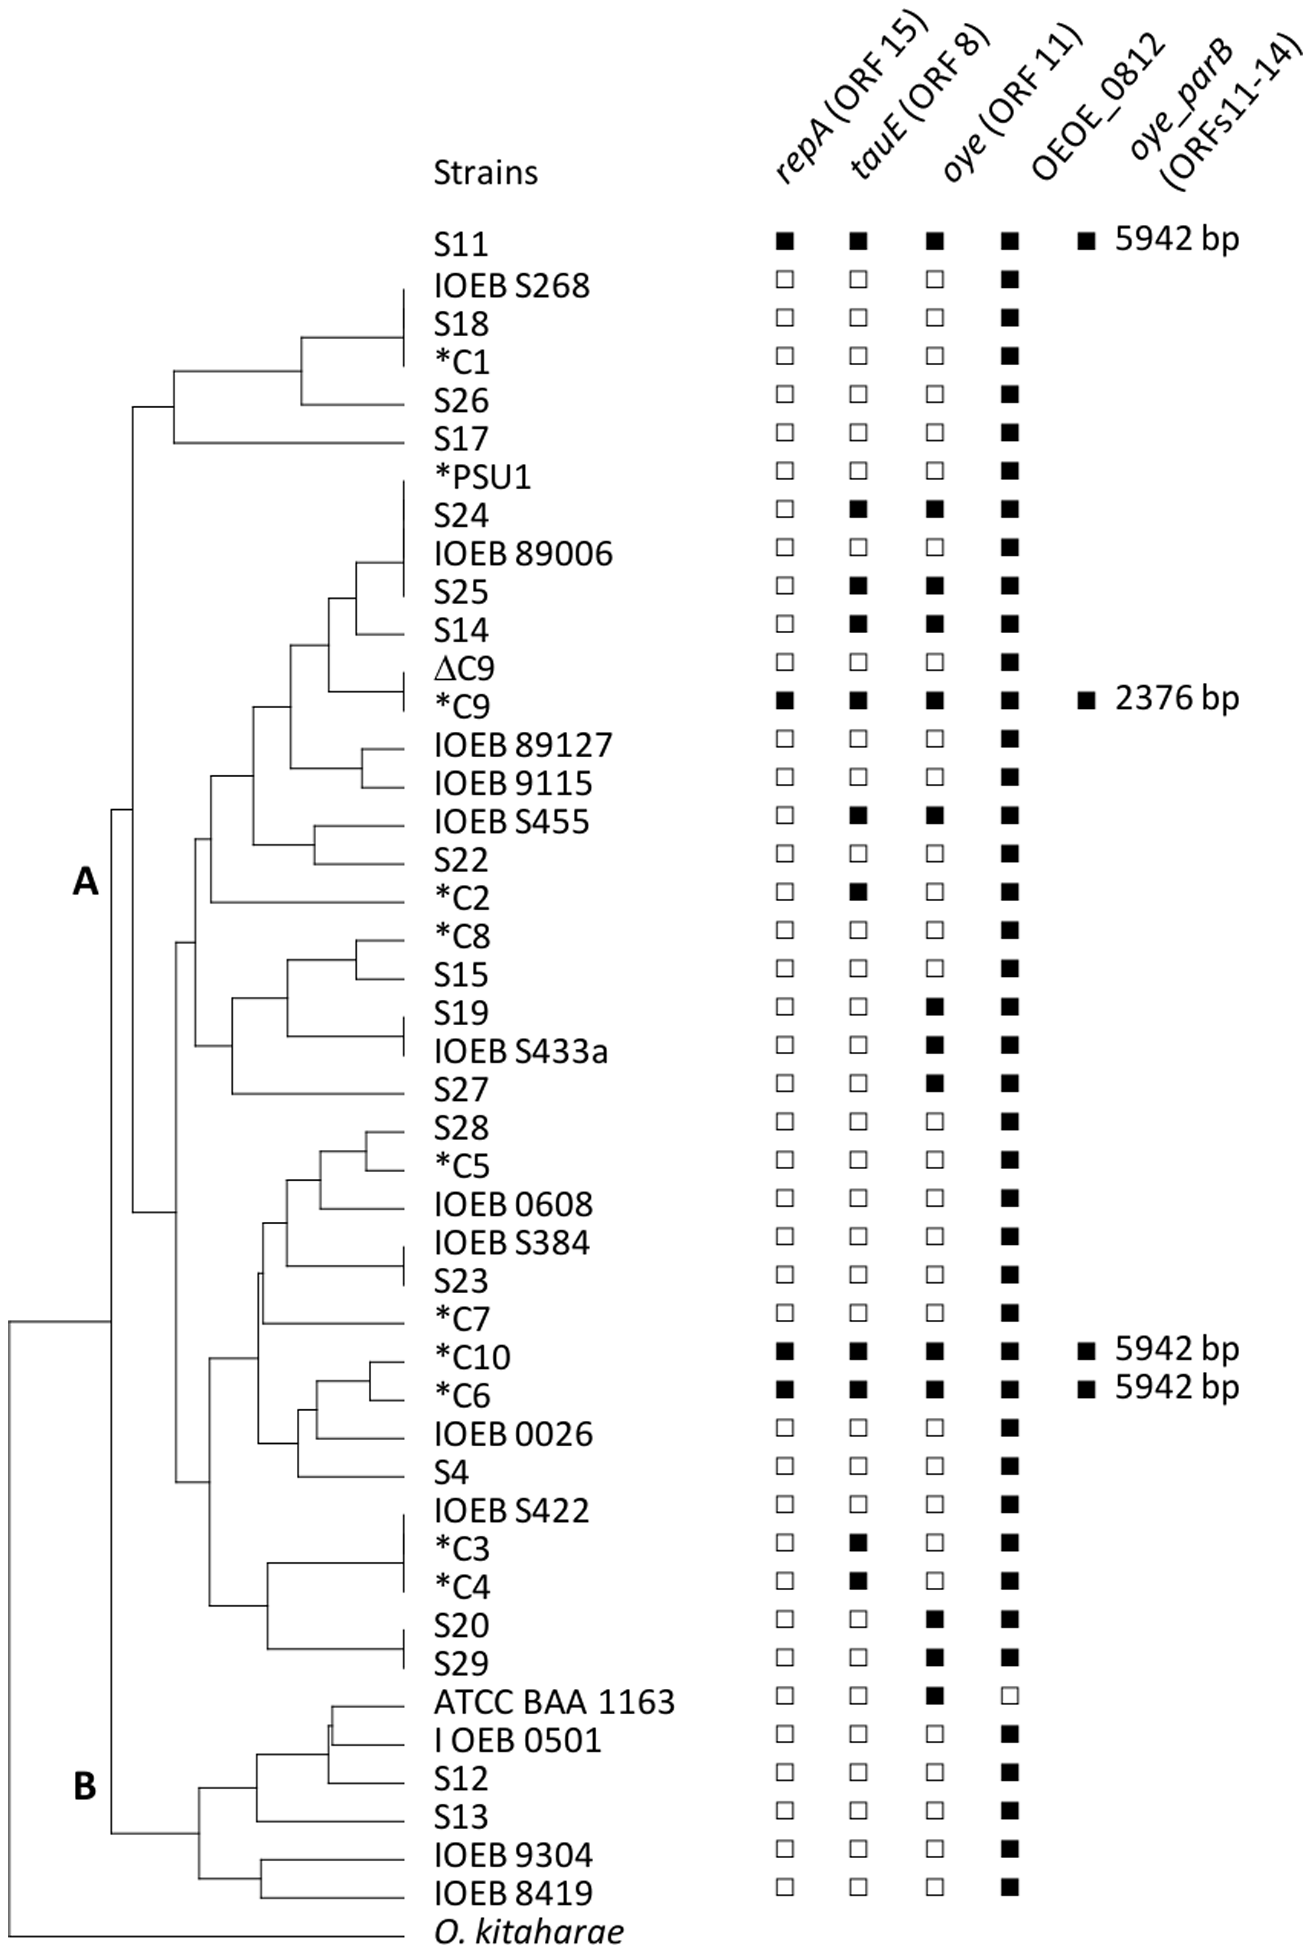 repA (ORF 15)
tauE (ORF 8)
oye (ORF 11)
OEOE_0812
oye_parB
(ORFs11-14)
Strains
S11 5942 bp
IOEB S268
S18
*C1
S26
S17
*PSU1
S24
IOEB 89006
S25
S14
ΔC9
*C9 2376 bp
IOEB 89127
IOEB 9115
IOEB S455
S22
A
*C2
*C8
S15
S19
IOEB S433a
S27
S28
*C5
IOEB 0608
IOEB S384
S23
*C7
*C10 5942 bp
*C6 5942 bp
IOEB 0026
S4
IOEB S422
*C3
*C4
S20
S29
ATCC BAA 1163
I OEB 0501
S12
B
S13
IOEB 9304
IOEB 8419
O. kitaharae